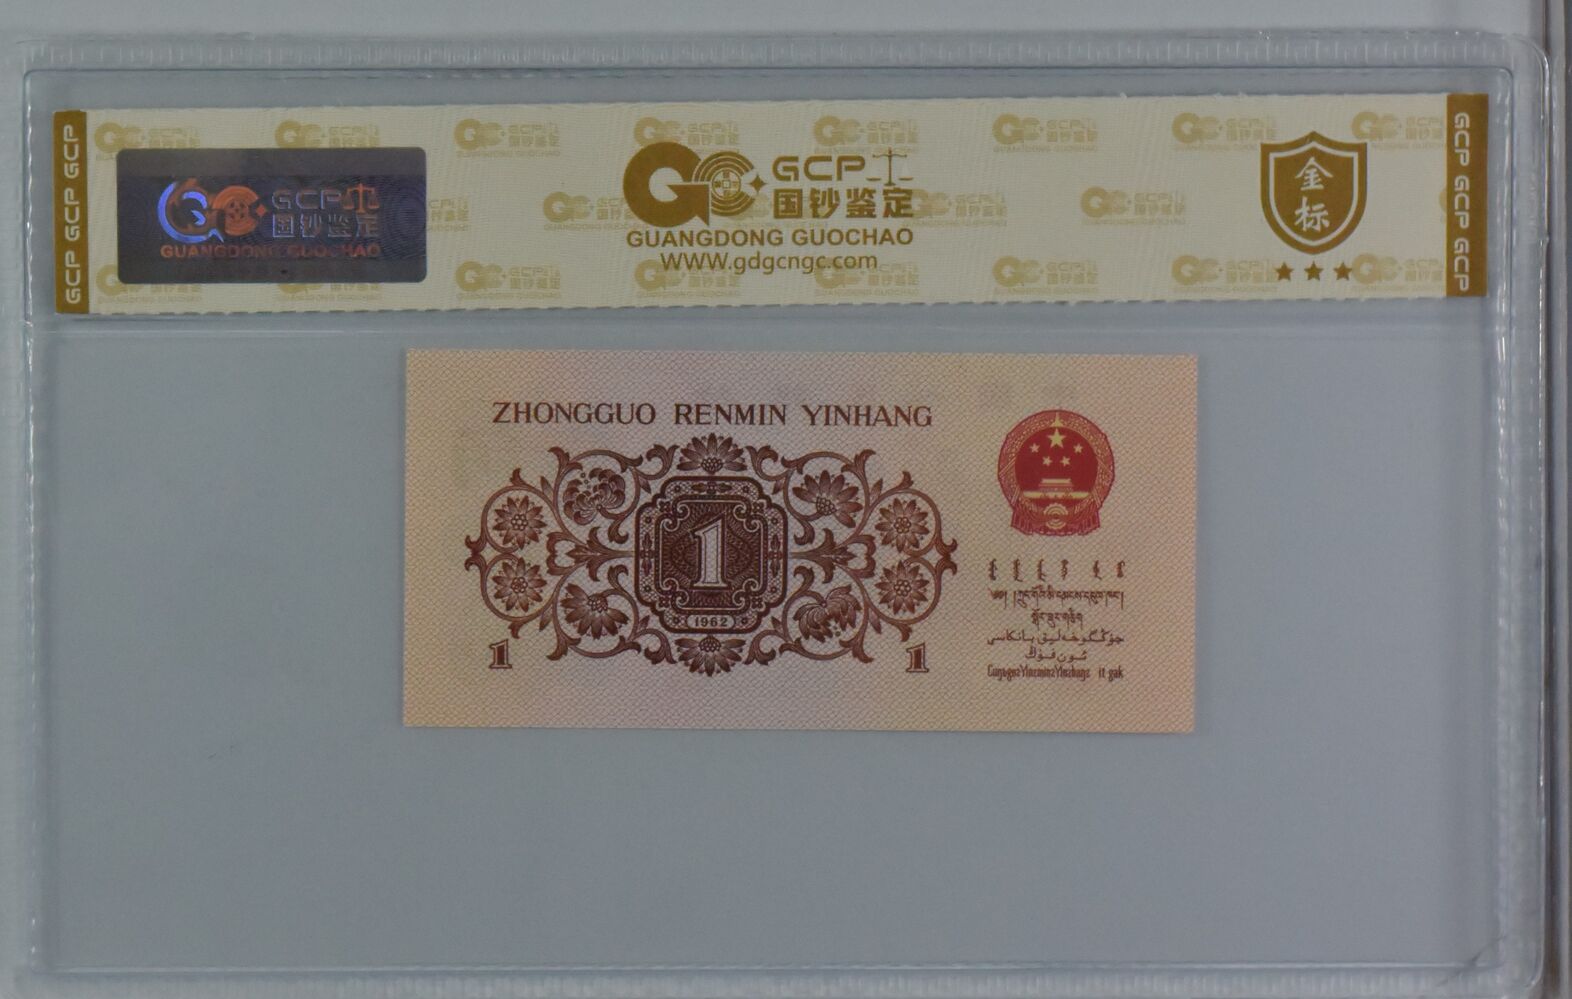 GCP GCP GCP
GCP
国钞鉴定
GUANGDONG GUOCHAO
GCP
国钞鉴定
GUANGDONG GUOCHAO
WWW.gdgcngc.com
金
标
GCP GCP GCP
ZHONGGUO RENMIN YINHANG
1
1962
1
1